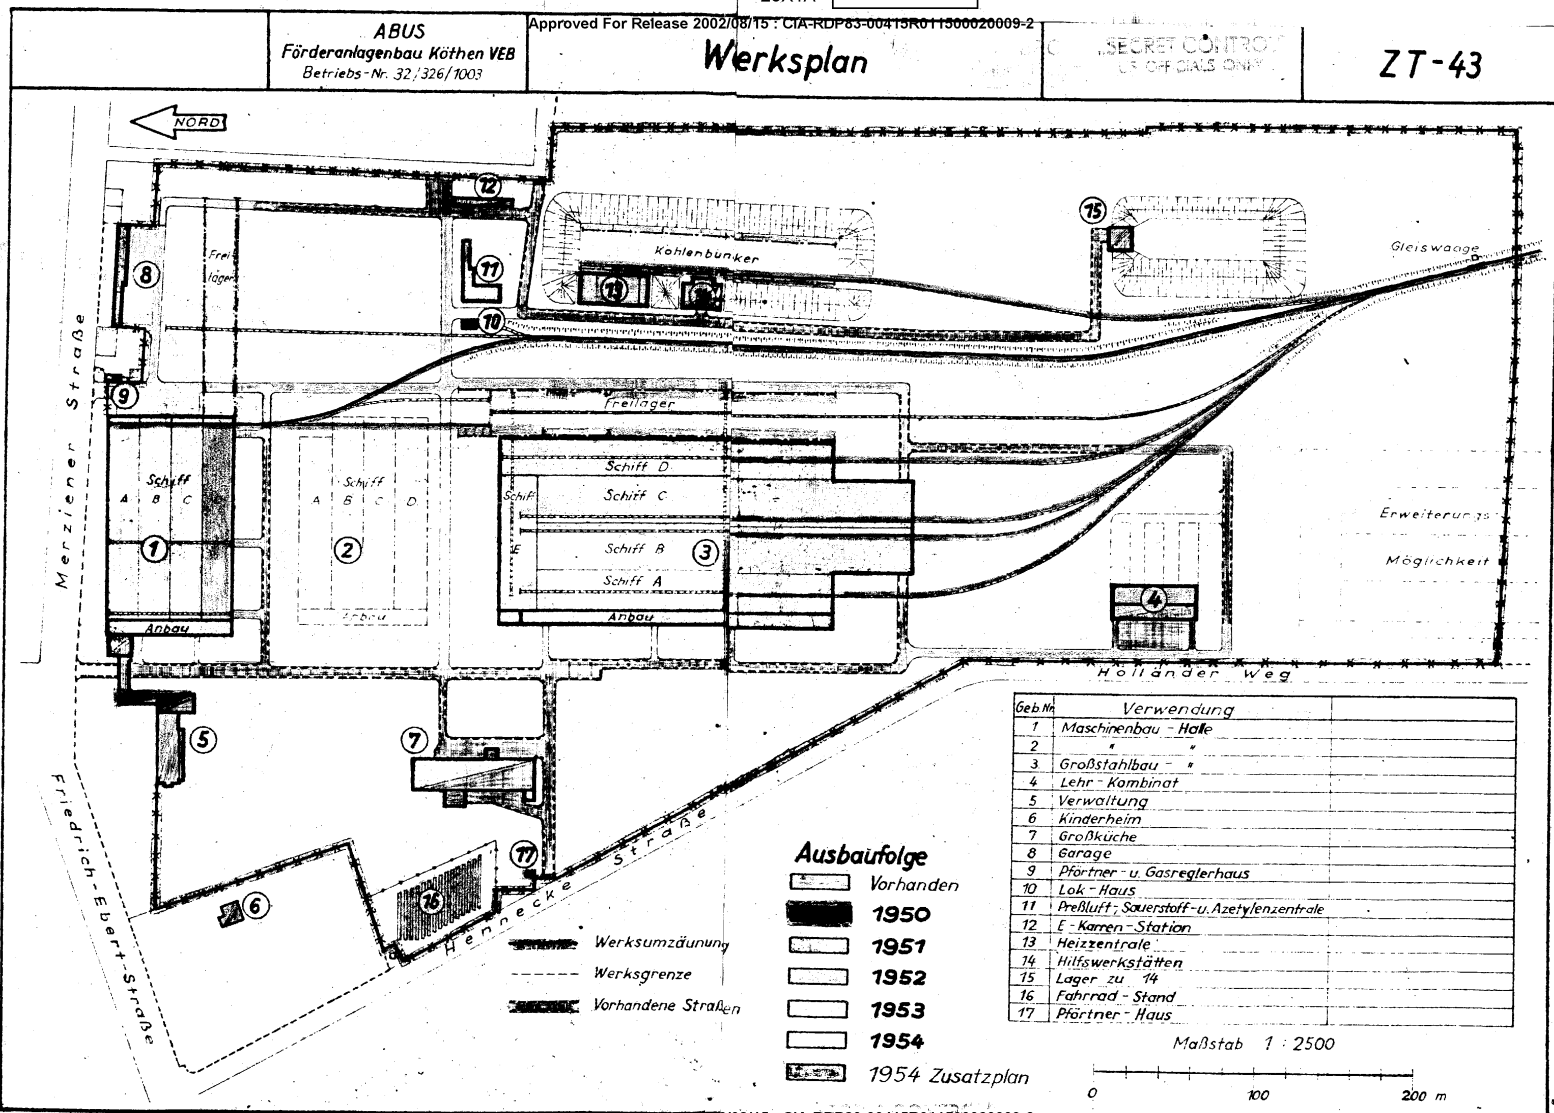 Approved For Release 2002/08/15 : CIA-RDP83-00415R011500020009-2
ABUS
Förderanlagenbau Köthen VEB
Betriebs-Nr. 32/326/1003
Werksplan
SECRET CONTROL
ZT-43
NORD
12
15
Frei-
lager
8
11
Kohlenbunker
13
Gleiswaage
10
9
Merziener Straße
Freilager
Schiff
A B C
1
Anbau
Schiff
A B C D
2
Schiff D
Schiff C
Schiff
E
Schiff B
3
Schiff A
Anbau
4
Erweiterungs
Möglichkeit
Holländer Weg
5
7
6
16
17
Friedrich-Ebert-Straße
Hennecke Straße
Werksumzäunung
Werksgrenze
Vorhandene Straßen
Ausbaufolge
Vorhanden
1950
1951
1952
1953
1954
1954 Zusatzplan
Geb.Nr. Verwendung
1 Maschinenbau - Halle
2 " "
3 Großstahlbau - "
4 Lehr - Kombinat
5 Verwaltung
6 Kinderheim
7 Großküche
8 Garage
9 Pförtner - u. Gasreglerhaus
10 Lok - Haus
11 Preßluft-, Sauerstoff-u. Azetylenzentrale
12 E - Karren - Station
13 Heizzentrale
14 Hilfswerkstätten
15 Lager zu 14
16 Fahrrad - Stand
17 Pförtner - Haus
Maßstab 1 : 2500
0 100 200 m